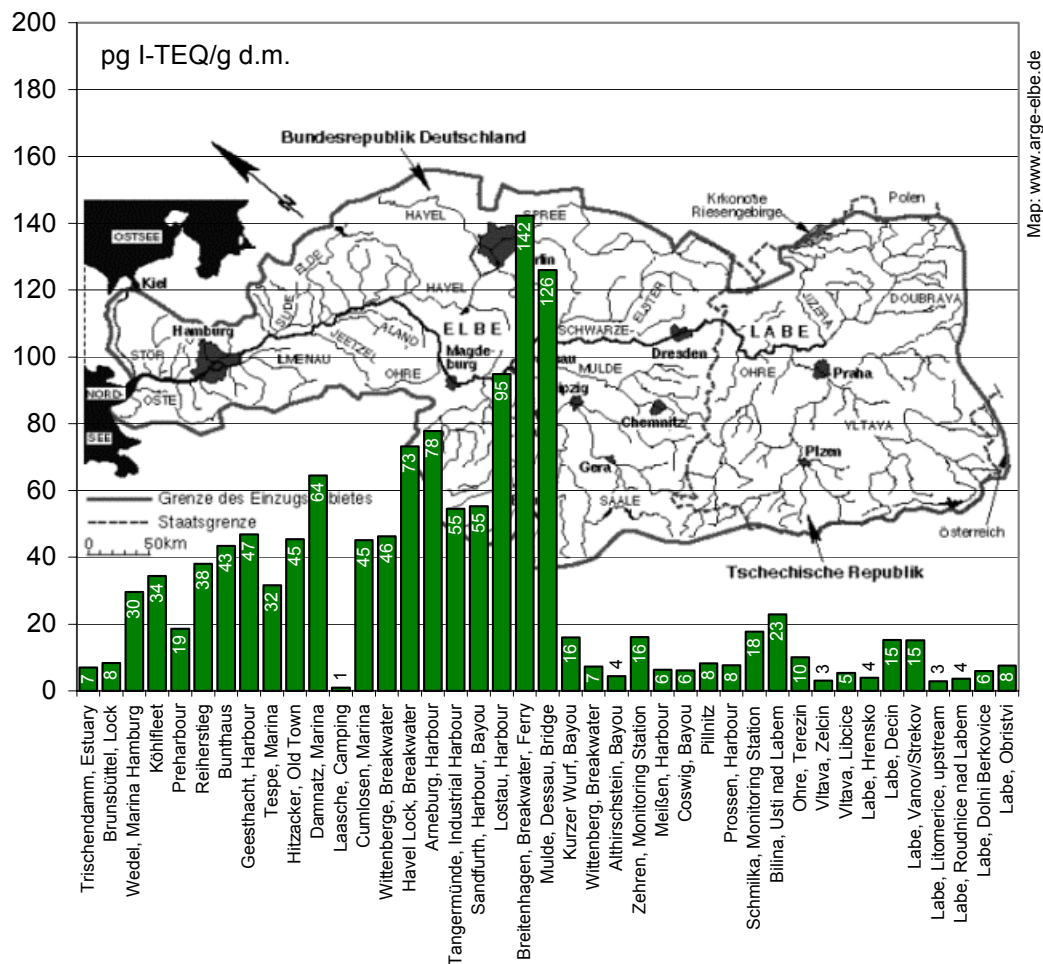 200
180
160
140
120
100
80
60
40
20
0
pg I-TEQ/g d.m.
Map: www.arge-elbe.de
Bundesrepublik Deutschland
N
Krkonoše
Riesengebirge
Polen
HAVEL
SPREE
OSTSEE
Kiel
ELDE
SUDE
HAVEL
ELSTER
JIZERA
DOUBRAVA
Hamburg
ALAND
JEETZEL
ELBE
SCHWARZE-
LABE
STÖR
ILMENAU
Magde-
burg
Dresden
NORD-
OHRE
MULDE
OHRE
Praha
OSTE
Chemnitz
VLTAVA
SEE
Gera
Plzen
SAALE
Grenze des Einzugs
Staatsgrenze
0 50km
Österreich
Tschechische Republik
7
8
30
34
19
38
43
47
32
45
64
1
45
46
73
78
55
55
95
142
126
16
7
4
16
6
6
8
8
18
23
10
3
5
4
15
15
3
4
6
8
Trischendamm, Estuary
Brunsbüttel, Lock
Wedel, Marina Hamburg
Köhlfleet
Preharbour
Reiherstieg
Bunthaus
Geesthacht, Harbour
Tespe, Marina
Hitzacker, Old Town
Damnatz, Marina
Laasche, Camping
Cumlosen, Marina
Wittenberge, Breakwater
Havel Lock, Breakwater
Arneburg, Harbour
Tangermünde, Industrial Harbour
Sandfurth, Harbour, Bayou
Lostau, Harbour
Breitenhagen, Breakwater, Ferry
Mulde, Dessau, Bridge
Kurzer Wurf, Bayou
Wittenberg, Breakwater
Althirschstein, Bayou
Zehren, Monitoring Station
Meißen, Harbour
Coswig, Bayou
Pillnitz
Prossen, Harbour
Schmilka, Monitoring Station
Bilina, Usti nad Labem
Ohre, Terezin
Vltava, Zelcin
Vltava, Libcice
Labe, Hrensko
Labe, Decin
Labe, Vanov/Strekov
Labe, Litomerice, upstream
Labe, Roudnice nad Labem
Labe, Dolni Berkovice
Labe, Obristvi